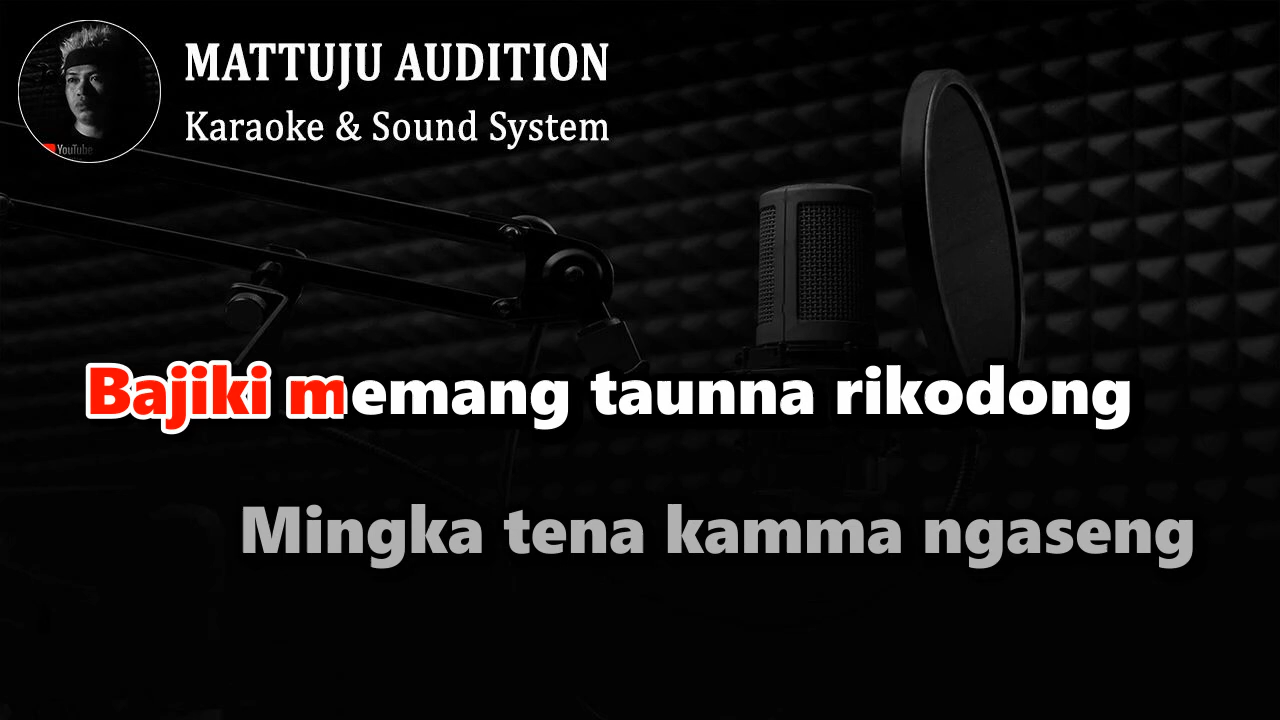 MATTUJU AUDITION
Karaoke & Sound System
YouTube
Bajiki memang taunna rikodong
Mingka tena kamma ngaseng